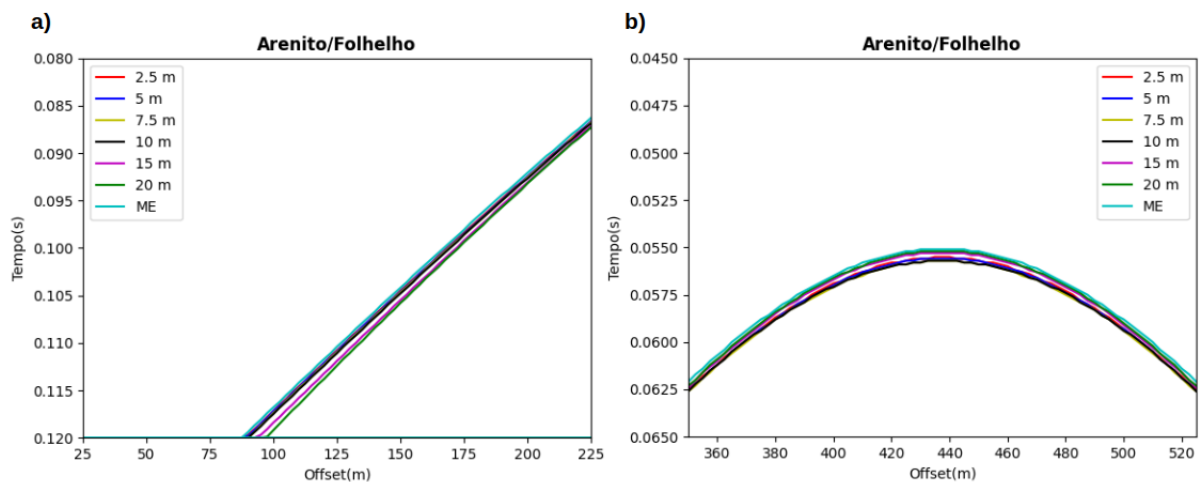 a)
Arenito/Folhelho
0.080
0.085
0.090
0.095
0.100
0.105
0.110
0.115
0.120
Tempo(s)
2.5 m
5 m
7.5 m
10 m
15 m
20 m
ME
25 50 75 100 125 150 175 200 225
Offset(m)
b)
Arenito/Folhelho
0.0450
0.0475
0.0500
0.0525
0.0550
0.0575
0.0600
0.0625
0.0650
Tempo(s)
2.5 m
5 m
7.5 m
10 m
15 m
20 m
ME
360 380 400 420 440 460 480 500 520
Offset(m)